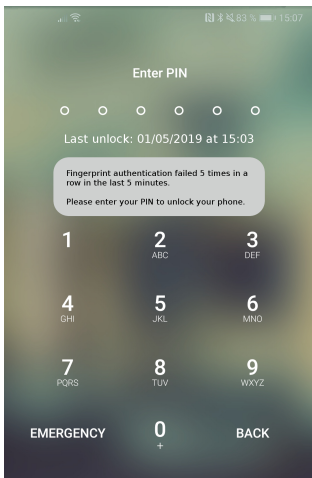 83 % 15:07
Enter PIN
Last unlock: 01/05/2019 at 15:03
Fingerprint authentication failed 5 times in a
row in the last 5 minutes.
Please enter your PIN to unlock your phone.
1 2 3
ABC DEF
4 5 6
GHI JKL MNO
7 8 9
PQRS TUV WXYZ
EMERGENCY 0 BACK
+